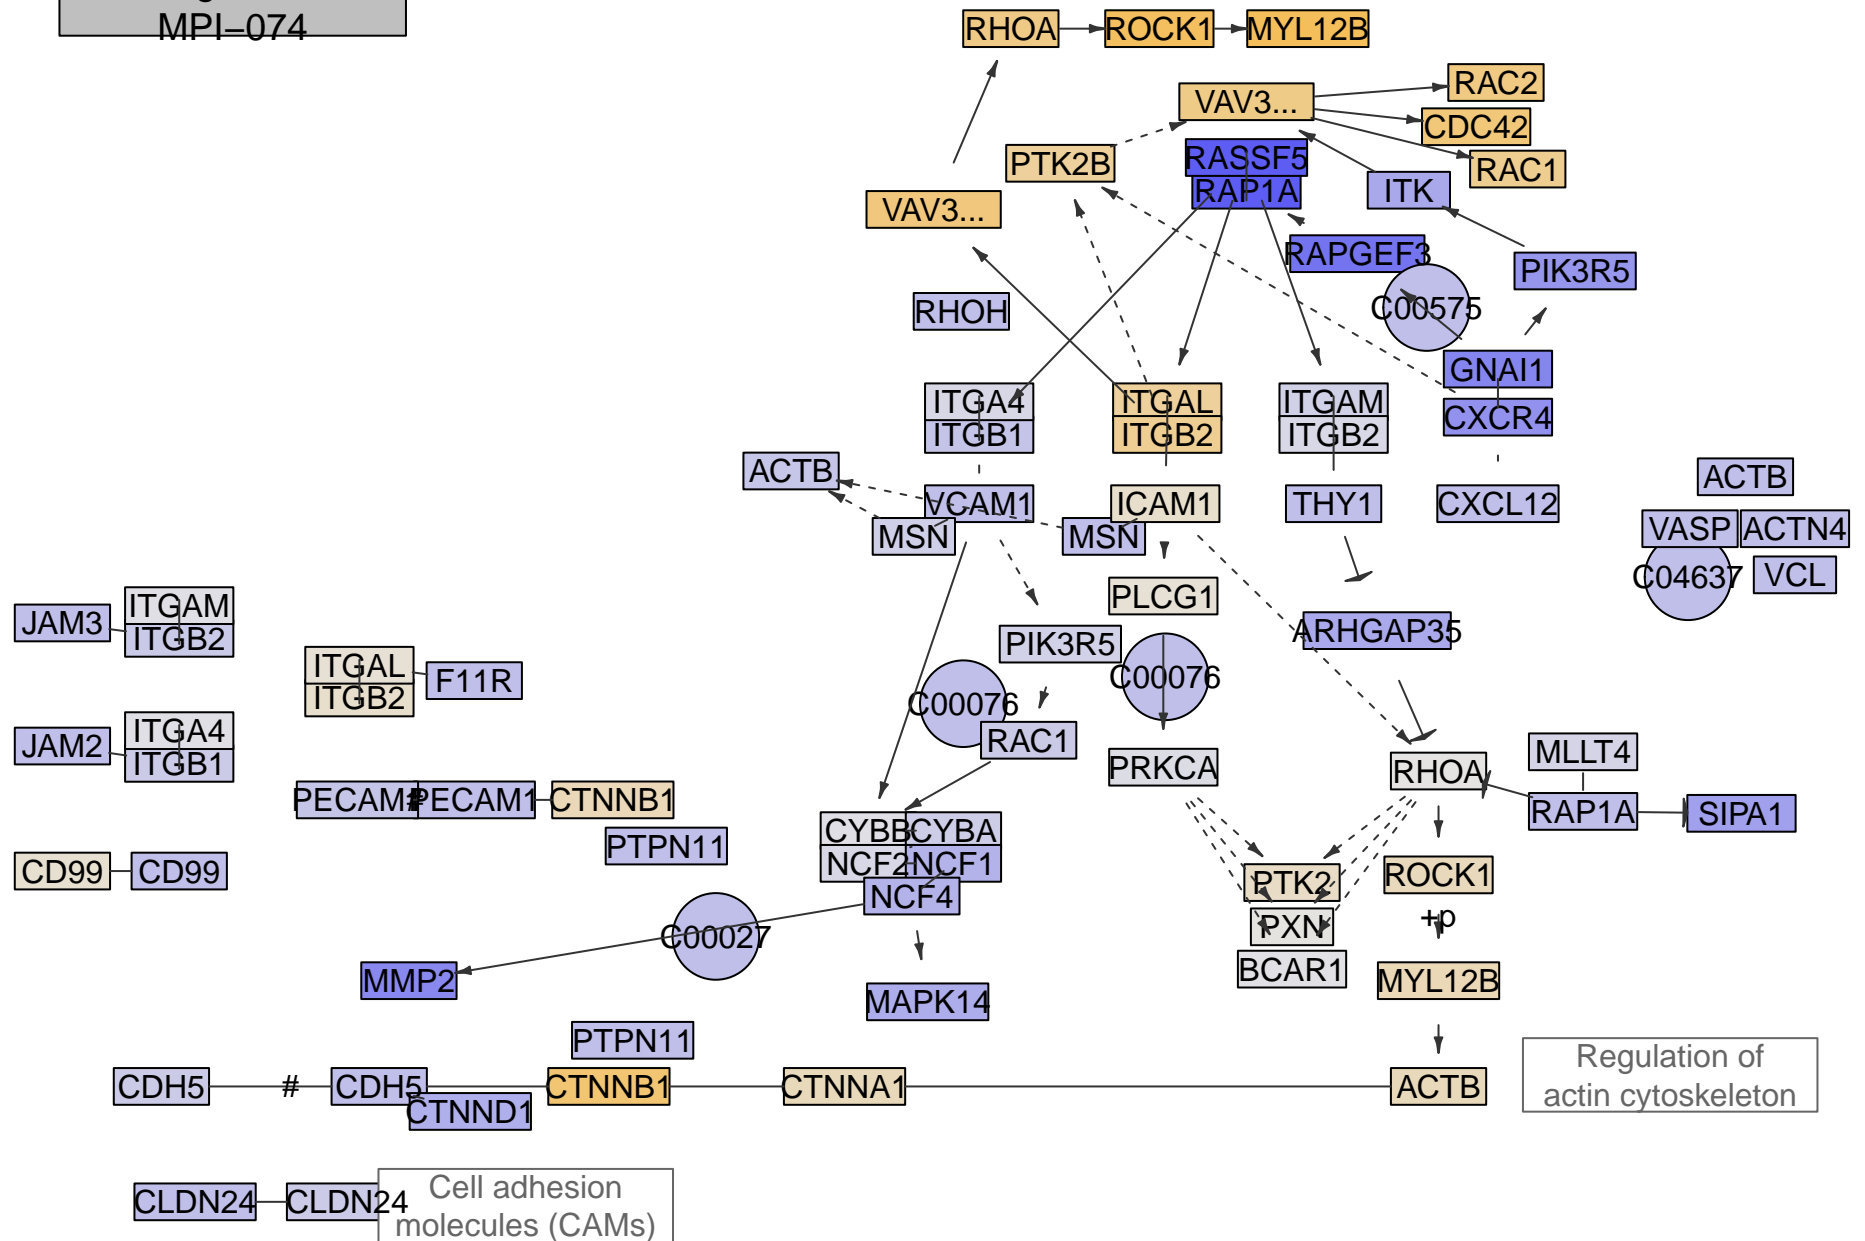 MPI−074
RHOA
ROCK1
MYL12B
VAV3...
RAC2
CDC42
RAC1
PTK2B
RASSF5
RAP1A
ITK
VAV3...
RAPGEF3
PIK3R5
C00575
RHOH
GNAI1
CXCR4
ITGA4
ITGB1
ITGAL
ITGB2
ITGAM
ITGB2
ACTB
VCAM1
MSN
ICAM1
MSN
THY1
CXCL12
ACTB
VASP
ACTN4
C04637
VCL
PLCG1
JAM3
ITGAM
ITGB2
ITGAL
ITGB2
F11R
PIK3R5
C00076
C00076
ARHGAP35
JAM2
ITGA4
ITGB1
RAC1
PRKCA
RHOA
MLLT4
RAP1A
SIPA1
PECAM1
#
PECAM1
CTNNB1
PTPN11
CYBB
CYBA
NCF2
NCF1
NCF4
CD99
CD99
PTK2
PXN
BCAR1
ROCK1
+p
MYL12B
C00027
MMP2
MAPK14
PTPN11
CDH5
#
CDH5
CTNND1
CTNNB1
CTNNA1
ACTB
Regulation of
actin cytoskeleton
CLDN24
CLDN24
Cell adhesion
molecules (CAMs)